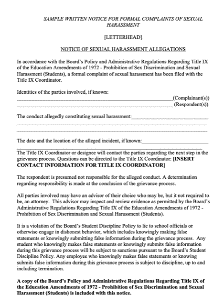 SAMPLE WRITTEN NOTICE FOR FORMAL COMPLAINTS OF SEXUAL
HARASSMENT
[LETTERHEAD]
NOTICE OF SEXUAL HARASSMENT ALLEGATIONS
In accordance with the Board's Policy and Administrative Regulations Regarding Title IX
of the Education Amendments of 1972 - Prohibition of Sex Discrimination and Sexual
Harassment (Students), a formal complaint of sexual harassment has been filed with the
Title IX Coordinator.
Identities of the parties involved, if known:
(Complainant(s))
(Respondent(s))
The conduct allegedly constituting sexual harassment:
The date and the location of the alleged incident, if known:
The Title IX Coordinator or designee will contact the parties regarding the next step in the
grievance process. Questions can be directed to the Title IX Coordinator: [INSERT
CONTACT INFORMATION FOR TITLE IX COORDINATOR]
The respondent is presumed not responsible for the alleged conduct. A determination
regarding responsibility is made at the conclusion of the grievance process.
All parties involved may have an advisor of their choice who may be, but is not required to
be, an attorney. This advisor may inspect and review evidence as permitted by the Board's
Administrative Regulations Regarding Title IX of the Education Amendments of 1972 -
Prohibition of Sex Discrimination and Sexual Harassment (Students).
It is a violation of the Board's Student Discipline Policy to lie to school officials or
otherwise engage in dishonest behavior, which includes knowingly making false
statements or knowingly submitting false information during the grievance process. Any
student who knowingly makes false statements or knowingly submits false information
during this grievance process will be subject to sanctions pursuant to the Board's Student
Discipline Policy. Any employee who knowingly makes false statements or knowing
submits false information during this grievance process is subject to discipline, up to and
including termination.
A copy of the Board's Policy and Administrative Regulations Regarding Title IX of
the Education Amendments of 1972 - Prohibition of Sex Discrimination and Sexual
Harassment (Students) is included with this notice.